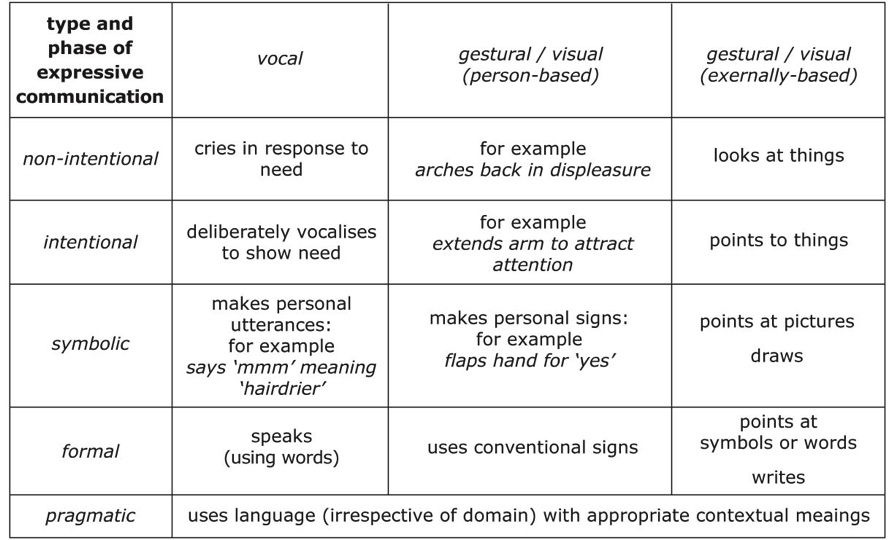 type and
phase of
expressive
communication
vocal
gestural / visual
(person-based)
gestural / visual
(exernally-based)
non-intentional
cries in response to
need
for example
arches back in displeasure
looks at things
intentional
deliberately vocalises
to show need
for example
extends arm to attract
attention
points to things
symbolic
makes personal
utterances:
for example
says ‘mmm’ meaning
‘hairdrier’
makes personal signs:
for example
flaps hand for ‘yes’
points at pictures
draws
formal
speaks
(using words)
uses conventional signs
points at
symbols or words
writes
pragmatic
uses language (irrespective of domain) with appropriate contextual meaings